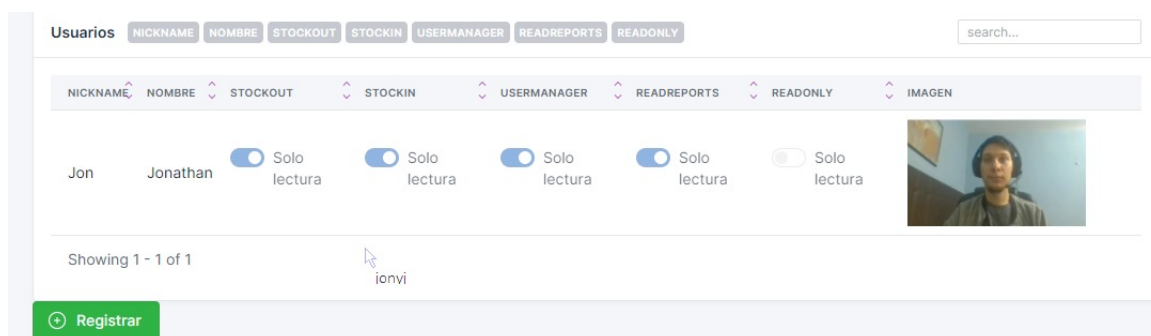 Usuarios NICKNAME NOMBRE STOCKOUT STOCKIN USERMANAGER READREPORTS READONLY search...
NICKNAME NOMBRE STOCKOUT STOCKIN USERMANAGER READREPORTS READONLY IMAGEN
Jon Jonathan Solo lectura Solo lectura Solo lectura Solo lectura Solo lectura
Showing 1 - 1 of 1
jonvi
Registrar